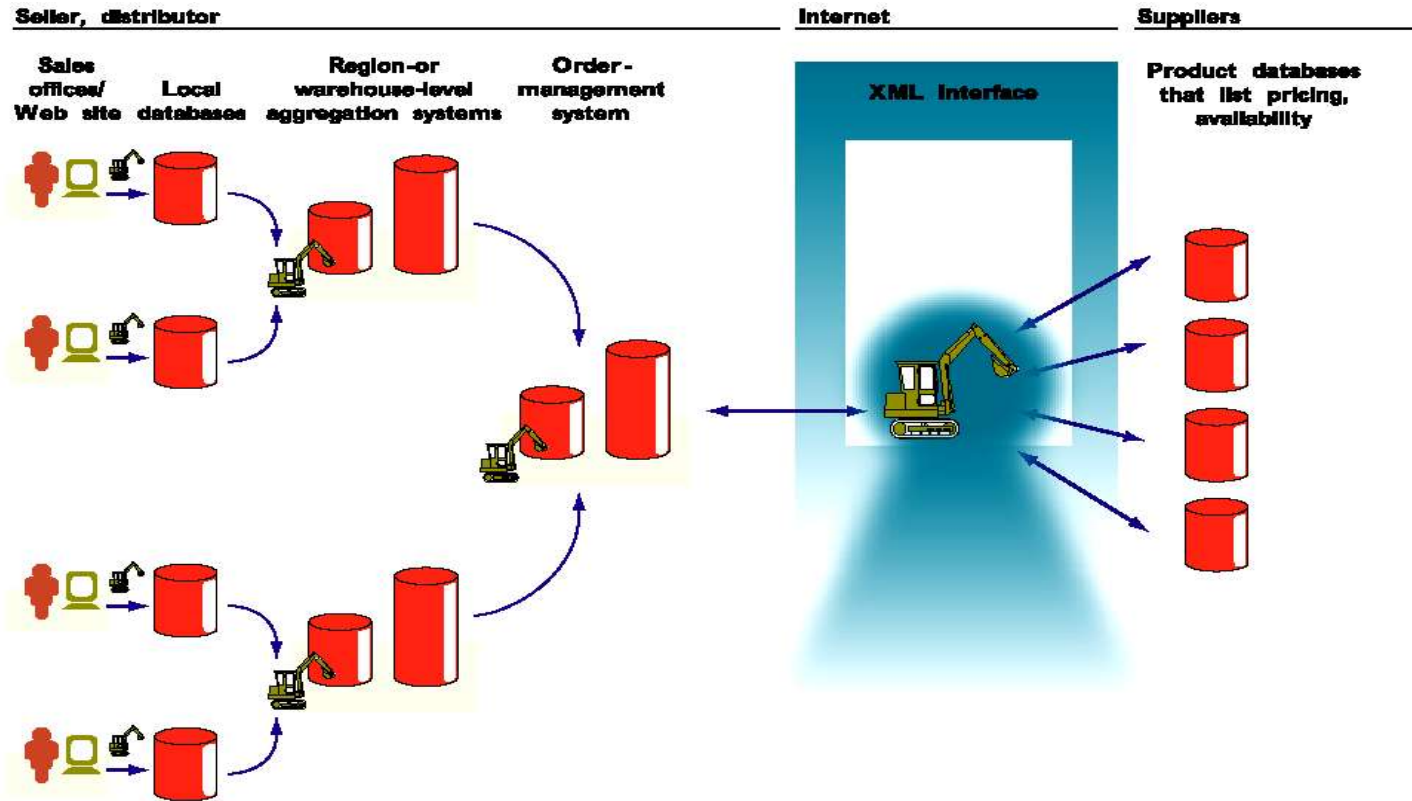 Seller, distributor
Internet
Suppliers
Sales
offices/
Web site
Local
databases
Region-or
warehouse-level
aggregation systems
Order-
management
system
XML Interface
Product databases
that list pricing,
availability